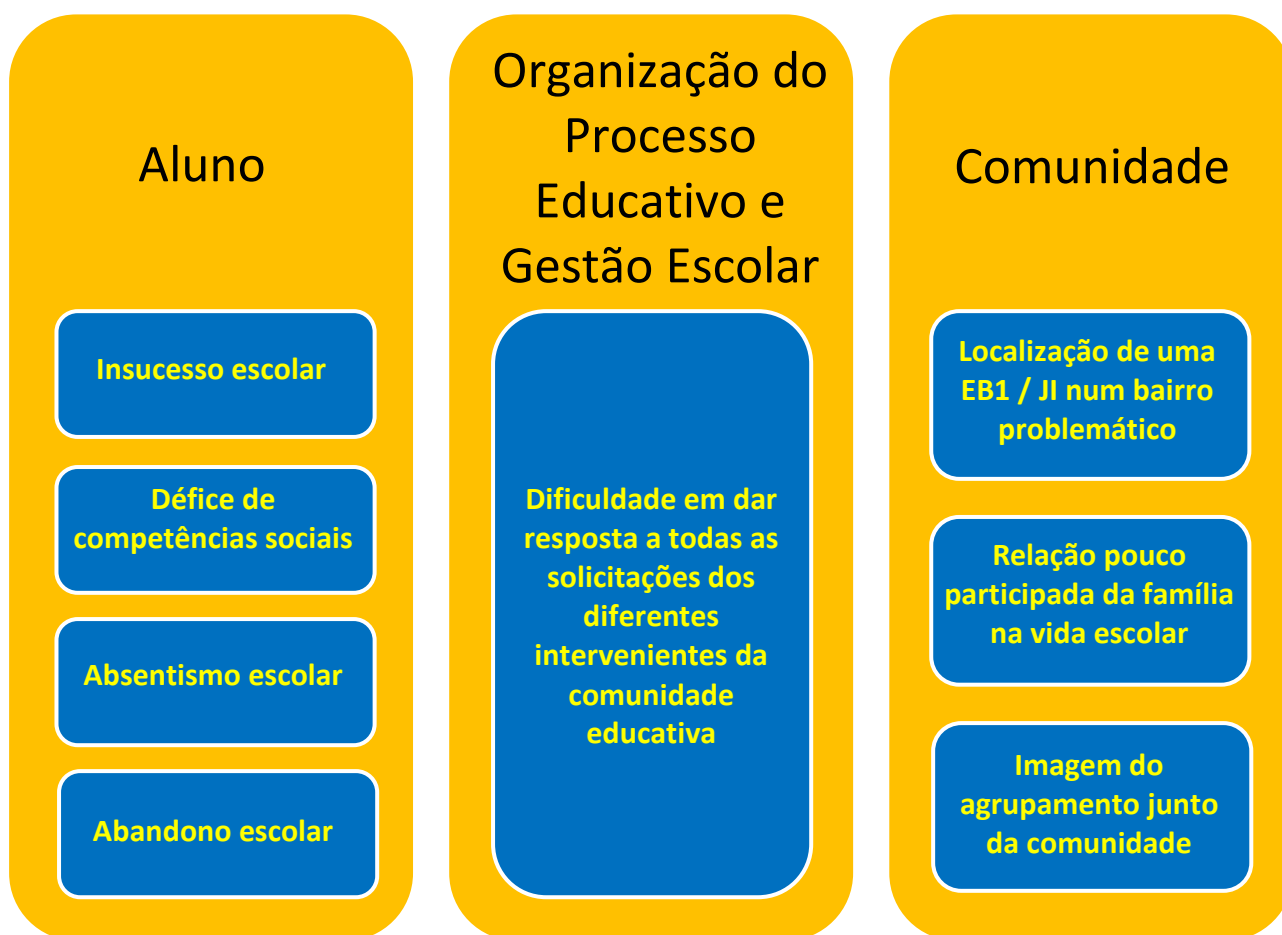 Aluno
Insucesso escolar
Défice de
competências sociais
Absentismo escolar
Abandono escolar
Organização do
Processo
Educativo e
Gestão Escolar
Dificuldade em dar
resposta a todas as
solicitações dos
diferentes
intervenientes da
comunidade
educativa
Comunidade
Localização de uma
EB1 / JI num bairro
problemático
Relação pouco
participada da família
na vida escolar
Imagem do
agrupamento junto
da comunidade